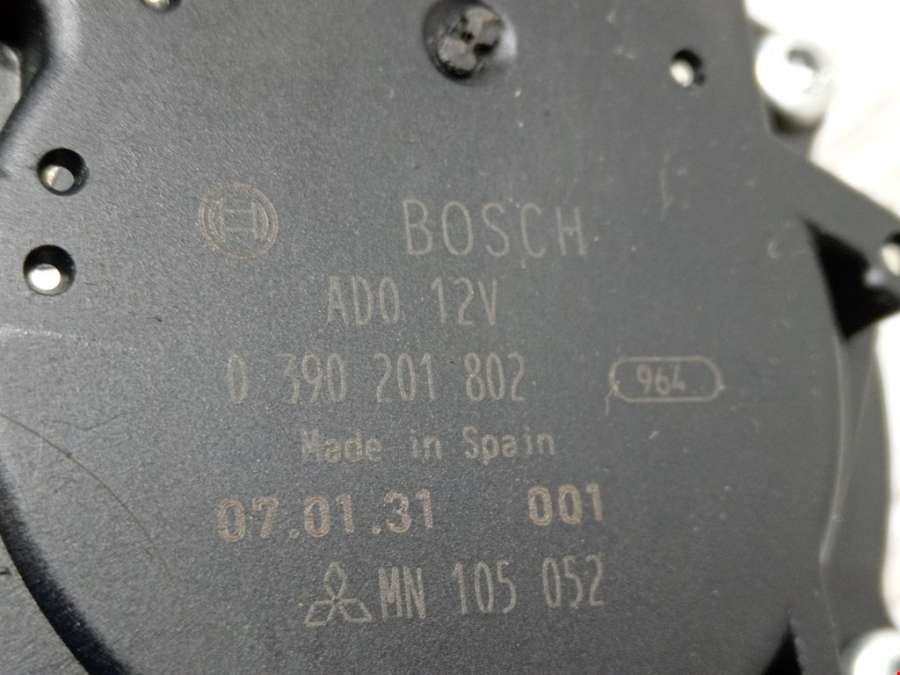 BOSCH
ADO 12V
0 390 201 802 964
Made in Spain
07.01.31 001
MN 105 052